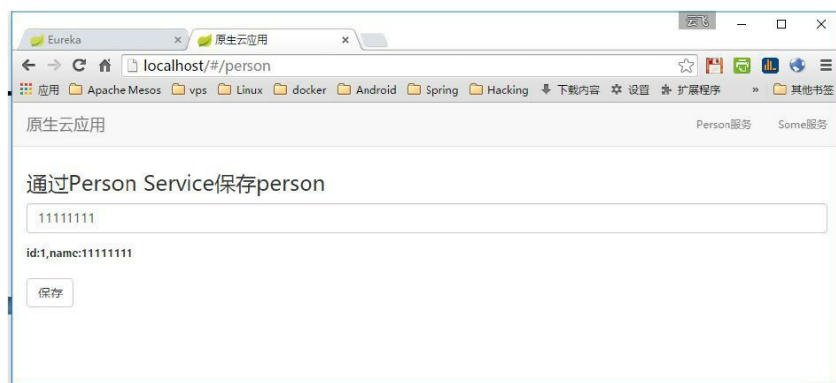 云飞
Eureka
原生云应用
localhost/#/person
应用 Apache Mesos vps Linux docker Android Spring Hacking 下载内容 设置 扩展程序 » 其他书签
原生云应用 Person服务 Some服务
通过Person Service保存person
11111111
id:1,name:11111111
保存